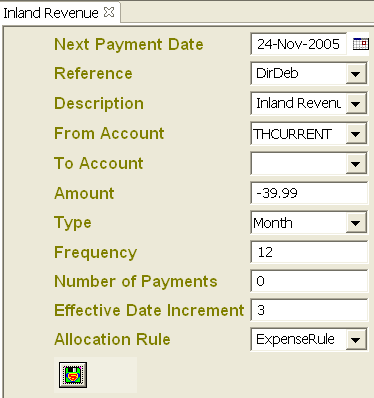 Inland Revenue
Next Payment Date 24-Nov-2005
Reference DirDeb
Description Inland Revenu
From Account THCURRENT
To Account
Amount -39.99
Type Month
Frequency 12
Number of Payments 0
Effective Date Increment 3
Allocation Rule ExpenseRule